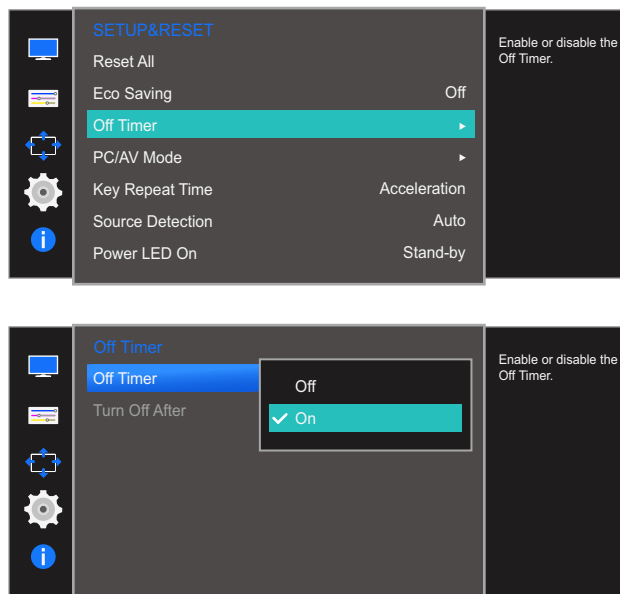 SETUP&RESET
Reset All
Eco Saving Off
Off Timer
PC/AV Mode
Key Repeat Time Acceleration
Source Detection Auto
Power LED On Stand-by
Enable or disable the
Off Timer.
Off Timer
Off Timer
Turn Off After
Off
On
Enable or disable the
Off Timer.